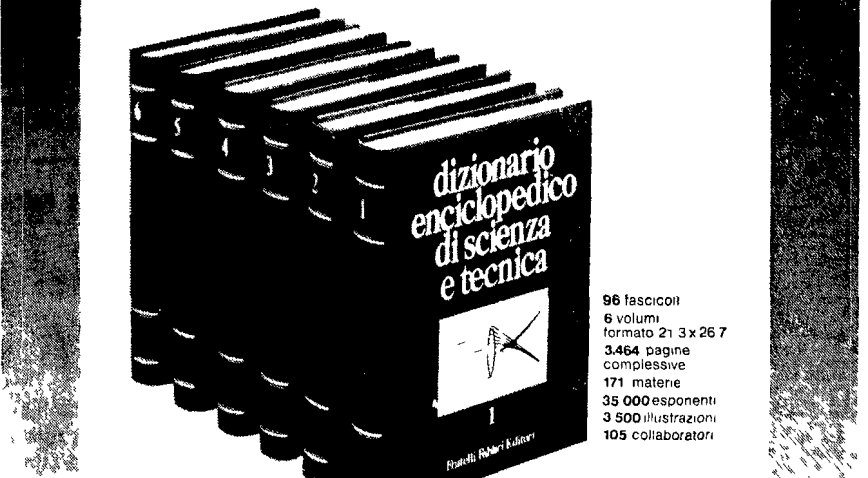 6
5
4
3
2
1
dizionario
enciclopedico
di scienza
e tecnica
1
Fratelli Fabbri Editori
96 fascicoli
6 volumi
formato 21 3 x 26 7
3.464 pagine
complessive
171 materie
35 000 esponenti
3 500 illustrazioni
105 collaboratori